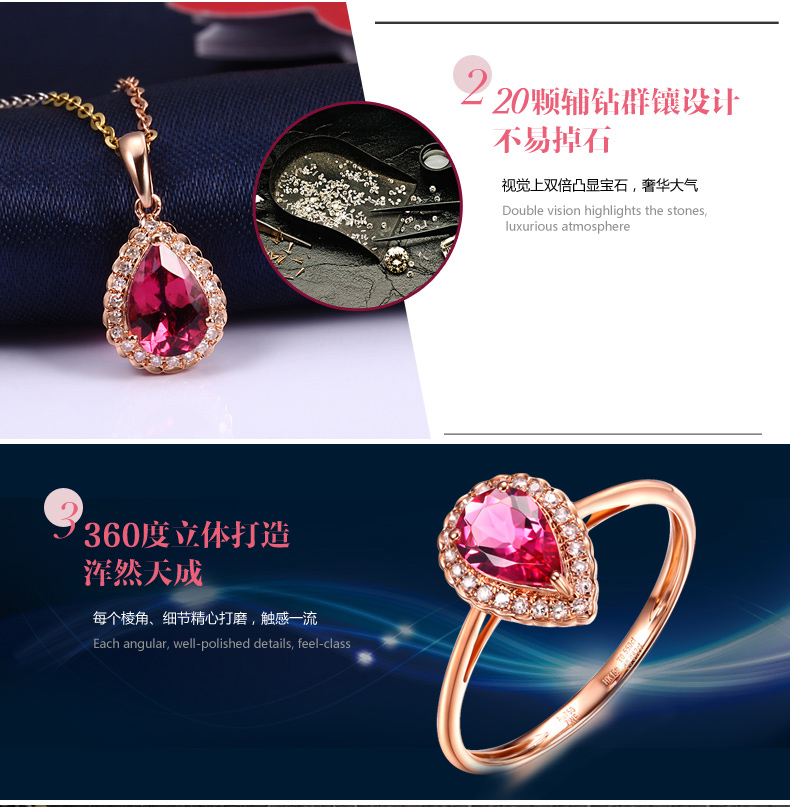 2
20颗辅钻群镶设计
不易掉石
视觉上双倍凸显宝石，奢华大气
Double vision highlights the stones,
luxurious atmosphere
3
360度立体打造
浑然天成
每个棱角、细节精心打磨，触感一流
Each angular, well-polished details, feel-class